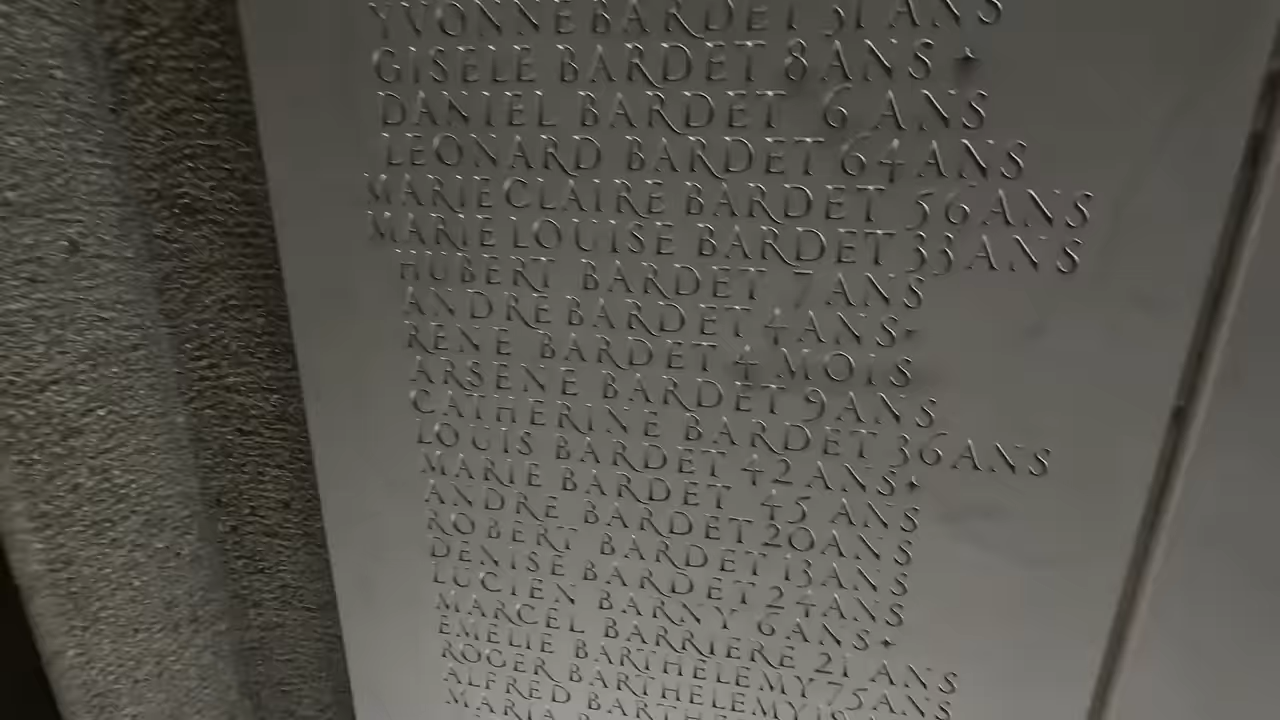 YVONNE BARDET 31 ANS
GISELE BARDET 8 ANS
DANIEL BARDET 6 ANS
LEONARD BARDET 64 ANS
MARIE CLAIRE BARDET 56 ANS
MARIE LOUISE BARDET 33 ANS
HUBERT BARDET 7 ANS
ANDRE BARDET 4 ANS
RENE BARDET 4 MOIS
ARSENE BARDET 9 ANS
CATHERINE BARDET 36 ANS
LOUIS BARDET 42 ANS
MARIE BARDET 45 ANS
ANDRE BARDET 20 ANS
ROBERT BARDET 13 ANS
DENISE BARDET 24 ANS
LUCIEN BARNY 6 ANS
MARCEL BARRIERE 21 ANS
EMELIE BARTHELEMY 75 ANS
ROGER BARTHELEMY
ALFRED
MARIA